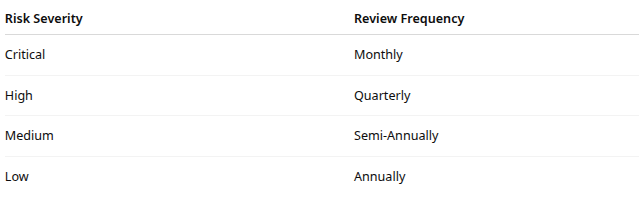 Risk Severity Review Frequency
Critical Monthly
High Quarterly
Medium Semi-Annually
Low Annually